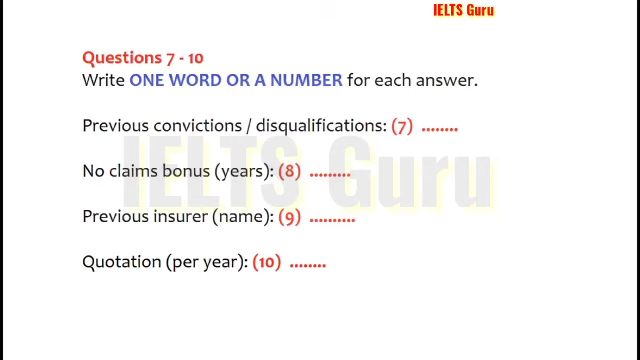 IELTS Guru
Questions 7 - 10
Write ONE WORD OR A NUMBER for each answer.
Previous convictions / disqualifications: (7) ........
No claims bonus (years): (8) .........
IELTS Guru
Previous insurer (name): (9) ..........
Quotation (per year): (10) ........